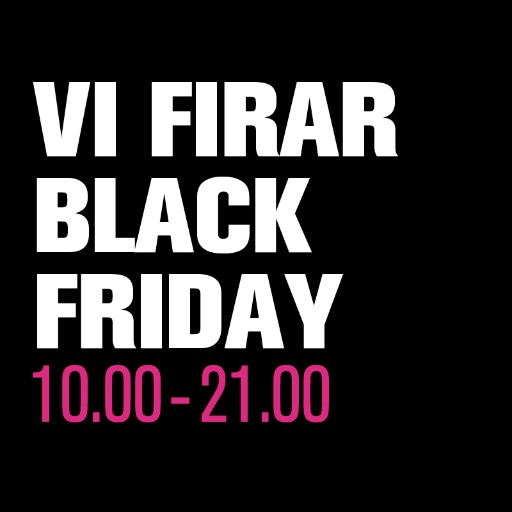 VI FIRAR
BLACK
FRIDAY
10.00 - 21.00